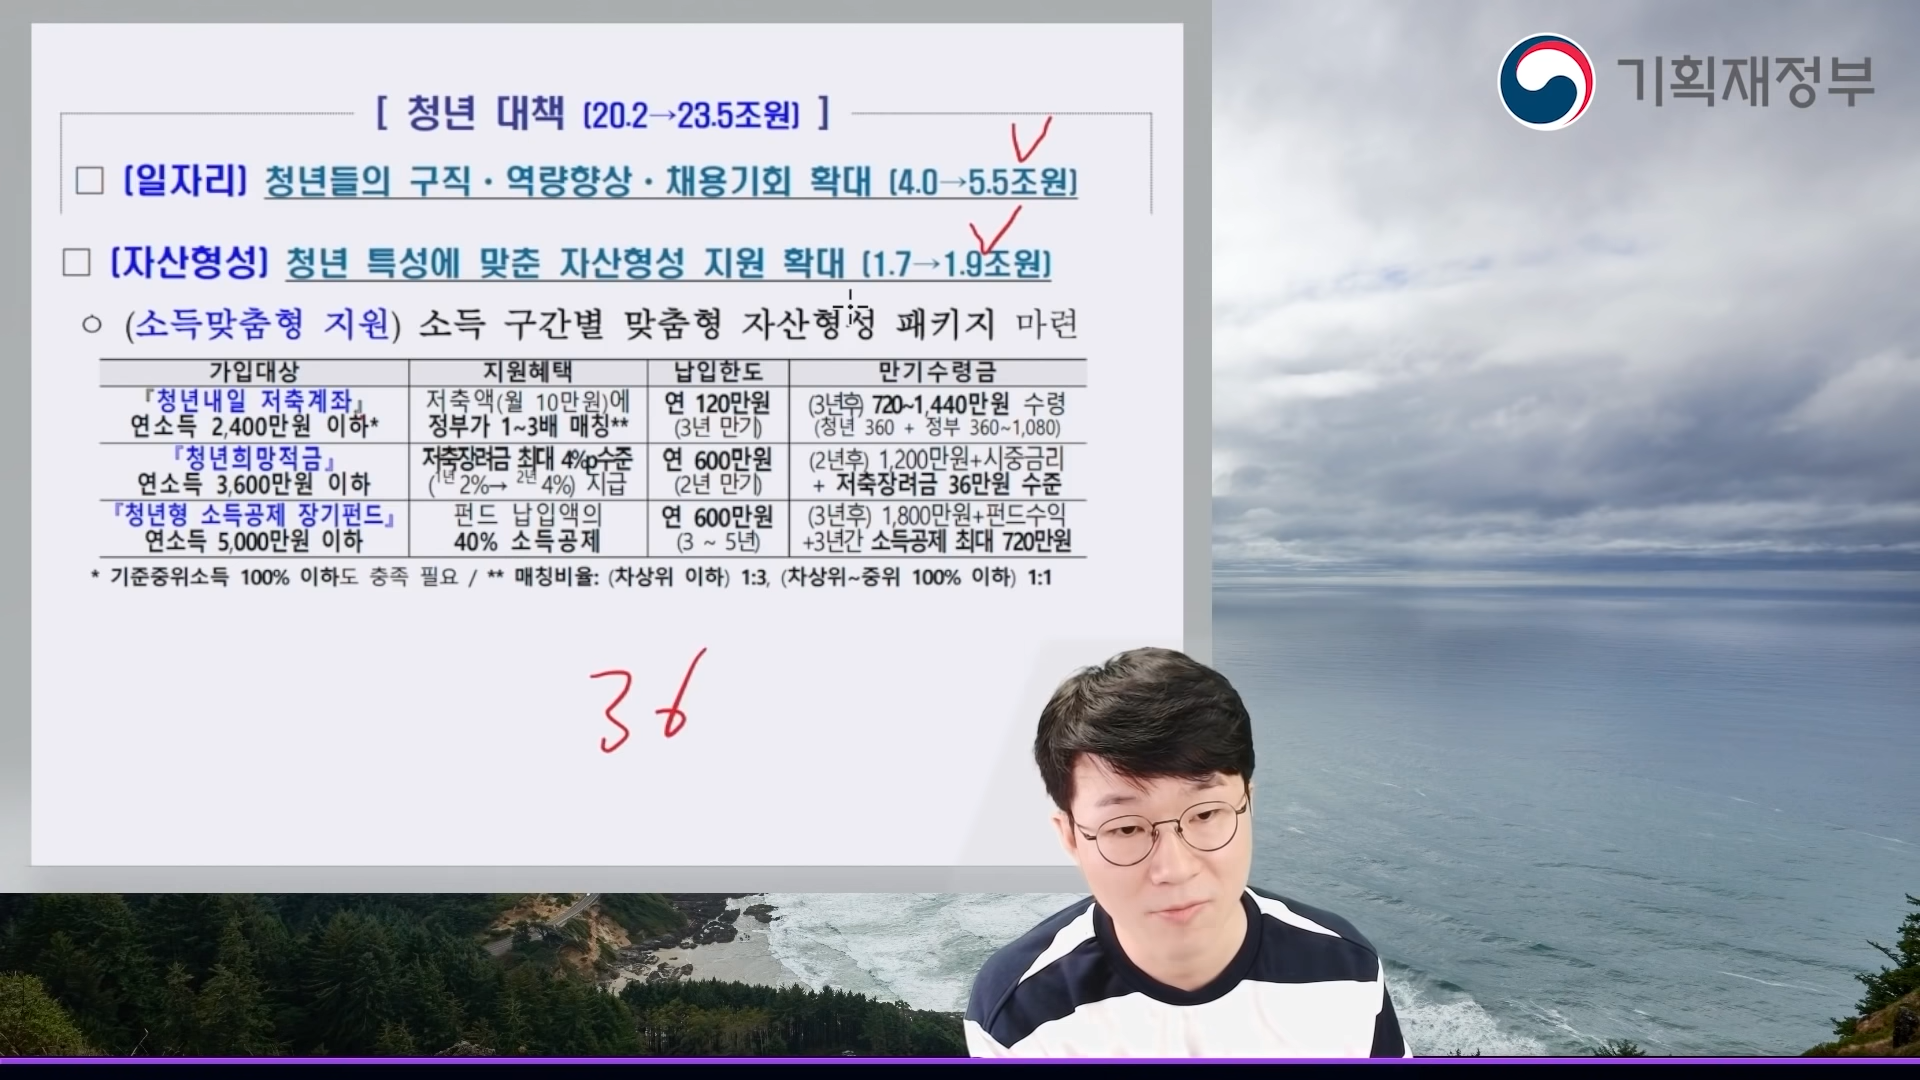 기획재정부
[ 청년 대책 (20.2→23.5조원) ]
□ (일자리) 청년들의 구직·역량향상·채용기회 확대 (4.0→5.5조원)
□ (자산형성) 청년 특성에 맞춘 자산형성 지원 확대 (1.7→1.9조원)
○ (소득맞춤형 지원) 소득 구간별 맞춤형 자산형성 패키지 마련
가입대상 지원혜택 납입한도 만기수령금
『청년내일 저축계좌』 저축액(월 10만원)에 연 120만원 (3년후) 720~1,440만원 수령
연소득 2,400만원 이하* 정부가 1~3배 매칭** (3년 만기) (청년 360 + 정부 360~1,080)
『청년희망적금』 저축장려금 최대 4%p수준 연 600만원 (2년후) 1,200만원+시중금리
연소득 3,600만원 이하 (1년 2%→ 2년 4%) 지급 (2년 만기) + 저축장려금 36만원 수준
『청년형 소득공제 장기펀드』 펀드 납입액의 연 600만원 (3년후) 1,800만원+펀드수익
연소득 5,000만원 이하 40% 소득공제 (3 ~ 5년) +3년간 소득공제 최대 720만원
* 기준중위소득 100% 이하도 충족 필요 / ** 매칭비율: (차상위 이하) 1:3, (차상위~중위 100% 이하) 1:1
36